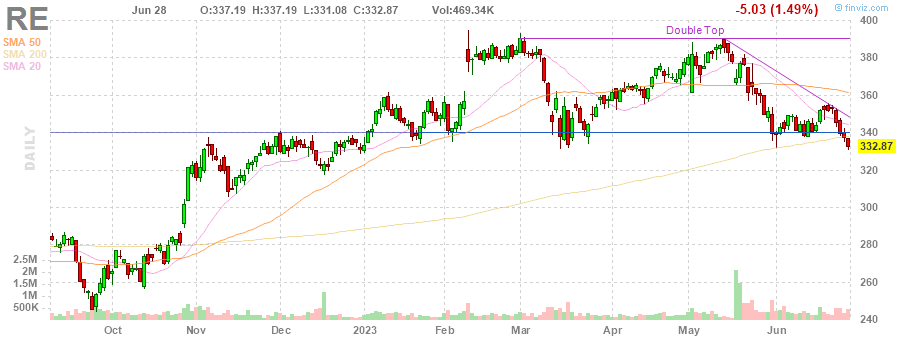 RE
Jun 28 O:337.19 H:337.19 L:331.08 C:332.87 Vol:469.34K -5.03 (1.49%)
© finviz.com
SMA 50
SMA 200
SMA 20
Double Top
DAILY
400
380
360
340
332.87
320
300
280
260
240
2.5M
2M
1.5M
1M
500K
Oct Nov Dec 2023 Feb Mar Apr May Jun